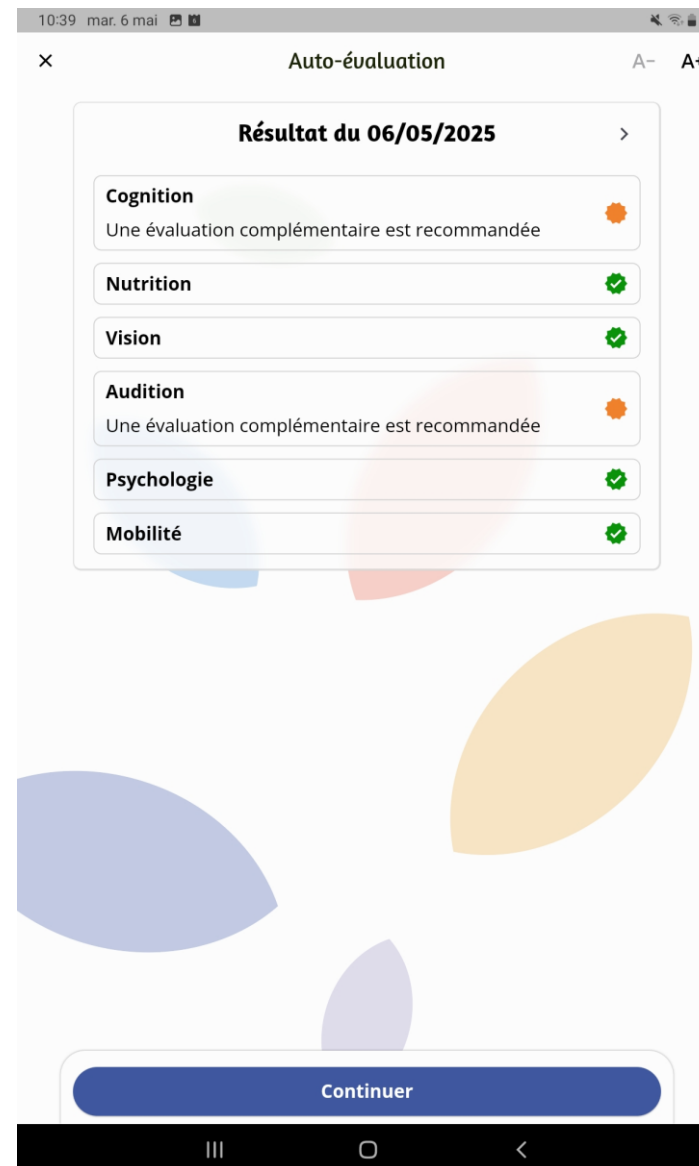 10:39 mar. 6 mai
Auto-évaluation
A-
A+
Résultat du 06/05/2025
Cognition
Une évaluation complémentaire est recommandée
Nutrition
Vision
Audition
Une évaluation complémentaire est recommandée
Psychologie
Mobilité
Continuer